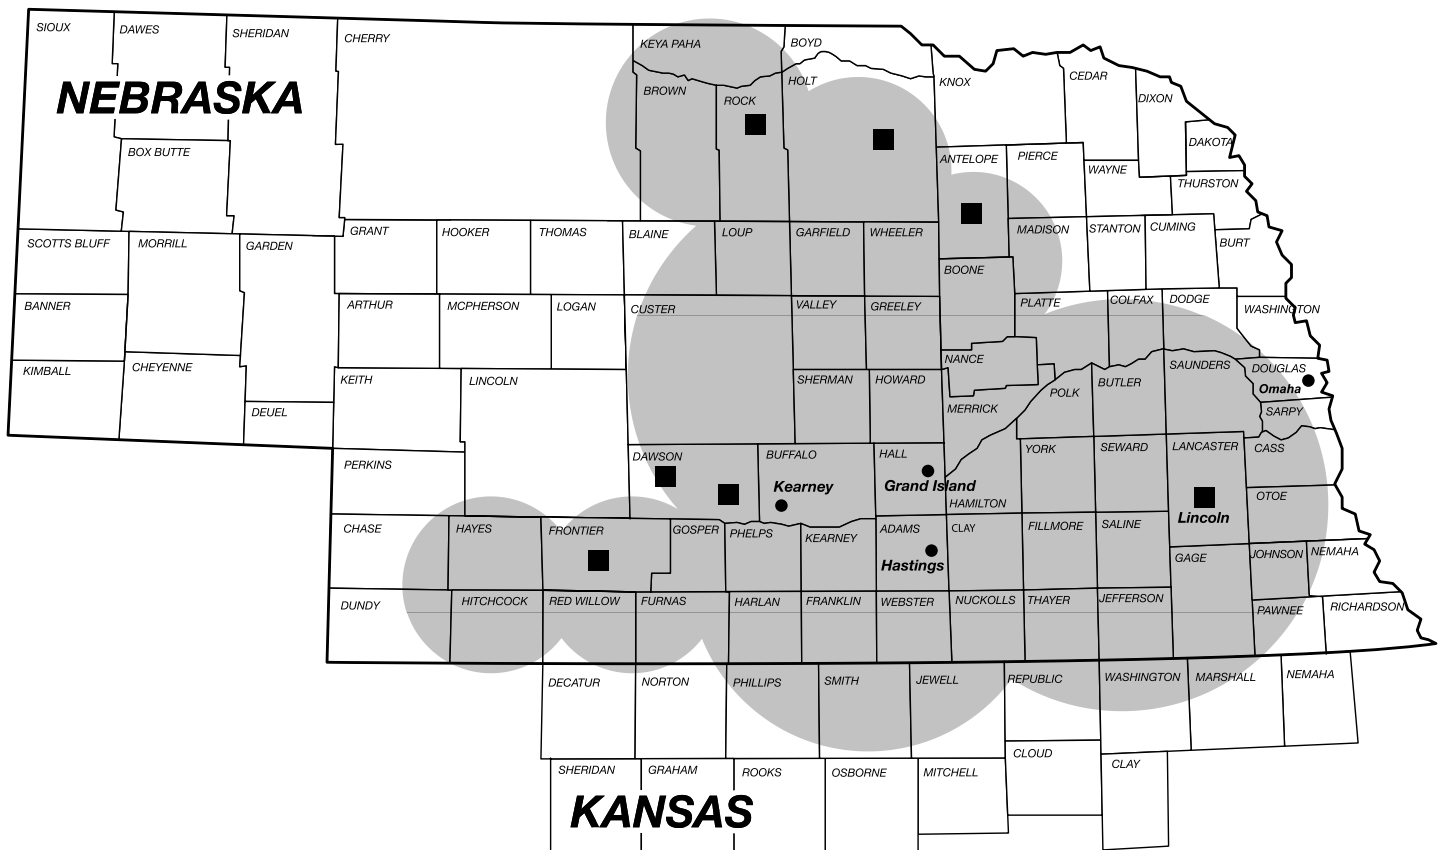 SIOUX
DAWES
SHERIDAN
CHERRY
KEYA PAHA
BOYD
NEBRASKA
BROWN
ROCK
HOLT
KNOX
CEDAR
DIXON
DAKOTA
BOX BUTTE
ANTELOPE
PIERCE
WAYNE
THURSTON
SCOTTS BLUFF
MORRILL
GARDEN
GRANT
HOOKER
THOMAS
BLAINE
LOUP
GARFIELD
WHEELER
MADISON
STANTON
CUMING
BURT
BOONE
BANNER
ARTHUR
MCPHERSON
LOGAN
CUSTER
VALLEY
GREELEY
PLATTE
COLFAX
DODGE
WASHINGTON
NANCE
KIMBALL
CHEYENNE
KEITH
LINCOLN
SHERMAN
HOWARD
MERRICK
POLK
BUTLER
SAUNDERS
DOUGLAS
Omaha
SARPY
DEUEL
PERKINS
DAWSON
BUFFALO
HALL
YORK
SEWARD
LANCASTER
CASS
Kearney
Grand Island
HAMILTON
OTOE
Lincoln
CHASE
HAYES
FRONTIER
GOSPER
PHELPS
KEARNEY
ADAMS
CLAY
FILLMORE
SALINE
GAGE
JOHNSON
NEMAHA
Hastings
DUNDY
HITCHCOCK
RED WILLOW
FURNAS
HARLAN
FRANKLIN
WEBSTER
NUCKOLLS
THAYER
JEFFERSON
PAWNEE
RICHARDSON
DECATUR
NORTON
PHILLIPS
SMITH
JEWELL
REPUBLIC
WASHINGTON
MARSHALL
NEMAHA
SHERIDAN
GRAHAM
ROOKS
OSBORNE
MITCHELL
CLOUD
CLAY
KANSAS